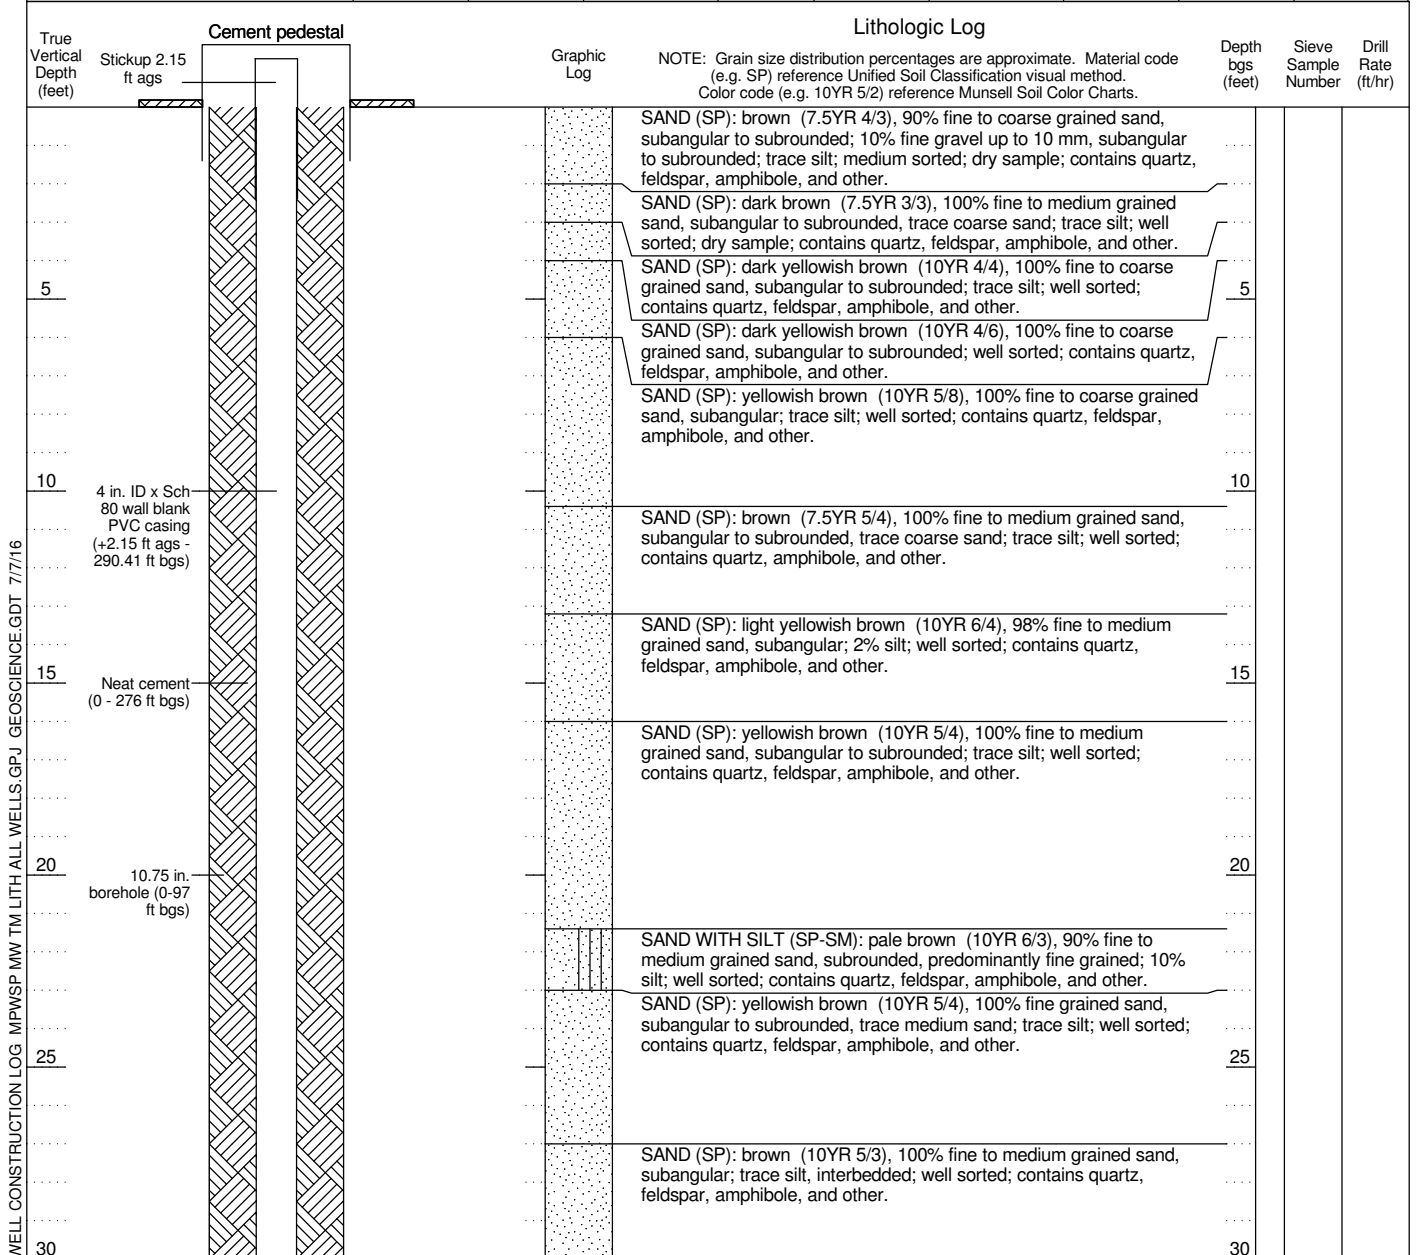 Lithologic Log
True
Vertical
Depth
(feet)
Stickup 2.15
ft ags
Cement pedestal
Graphic
Log
NOTE: Grain size distribution percentages are approximate. Material code
(e.g. SP) reference Unified Soil Classification visual method.
Color code (e.g. 10YR 5/2) reference Munsell Soil Color Charts.
Depth
bgs
(feet)
Sieve
Sample
Number
Drill
Rate
(ft/hr)
SAND (SP): brown (7.5YR 4/3), 90% fine to coarse grained sand,
subangular to subrounded; 10% fine gravel up to 10 mm, subangular
to subrounded; trace silt; medium sorted; dry sample; contains quartz,
feldspar, amphibole, and other.
SAND (SP): dark brown (7.5YR 3/3), 100% fine to medium grained
sand, subangular to subrounded, trace coarse sand; trace silt; well
sorted; dry sample; contains quartz, feldspar, amphibole, and other.
SAND (SP): dark yellowish brown (10YR 4/4), 100% fine to coarse
grained sand, subangular to subrounded; trace silt; well sorted;
contains quartz, feldspar, amphibole, and other.
5
5
SAND (SP): dark yellowish brown (10YR 4/6), 100% fine to coarse
grained sand, subangular to subrounded; well sorted; contains quartz,
feldspar, amphibole, and other.
SAND (SP): yellowish brown (10YR 5/8), 100% fine to coarse grained
sand, subangular; trace silt; well sorted; contains quartz, feldspar,
amphibole, and other.
10
10
4 in. ID x Sch
80 wall blank
PVC casing
(+2.15 ft ags -
290.41 ft bgs)
SAND (SP): brown (7.5YR 5/4), 100% fine to medium grained sand,
subangular to subrounded, trace coarse sand; trace silt; well sorted;
contains quartz, amphibole, and other.
SAND (SP): light yellowish brown (10YR 6/4), 98% fine to medium
grained sand, subangular; 2% silt; well sorted; contains quartz,
feldspar, amphibole, and other.
15
15
Neat cement
(0 - 276 ft bgs)
SAND (SP): yellowish brown (10YR 5/4), 100% fine to medium
grained sand, subangular to subrounded; trace silt; well sorted;
contains quartz, feldspar, amphibole, and other.
20
20
10.75 in.
borehole (0-97
ft bgs)
SAND WITH SILT (SP-SM): pale brown (10YR 6/3), 90% fine to
medium grained sand, subrounded, predominantly fine grained; 10%
silt; well sorted; contains quartz, feldspar, amphibole, and other.
SAND (SP): yellowish brown (10YR 5/4), 100% fine grained sand,
subangular to subrounded, trace medium sand; trace silt; well sorted;
contains quartz, feldspar, amphibole, and other.
25
25
SAND (SP): brown (10YR 5/3), 100% fine to medium grained sand,
subangular; trace silt, interbedded; well sorted; contains quartz,
feldspar, amphibole, and other.
30
30
WELL CONSTRUCTION LOG MPWSP MW TM LITH ALL WELLS.GPJ GEOSCIENCE.GDT 7/7/16